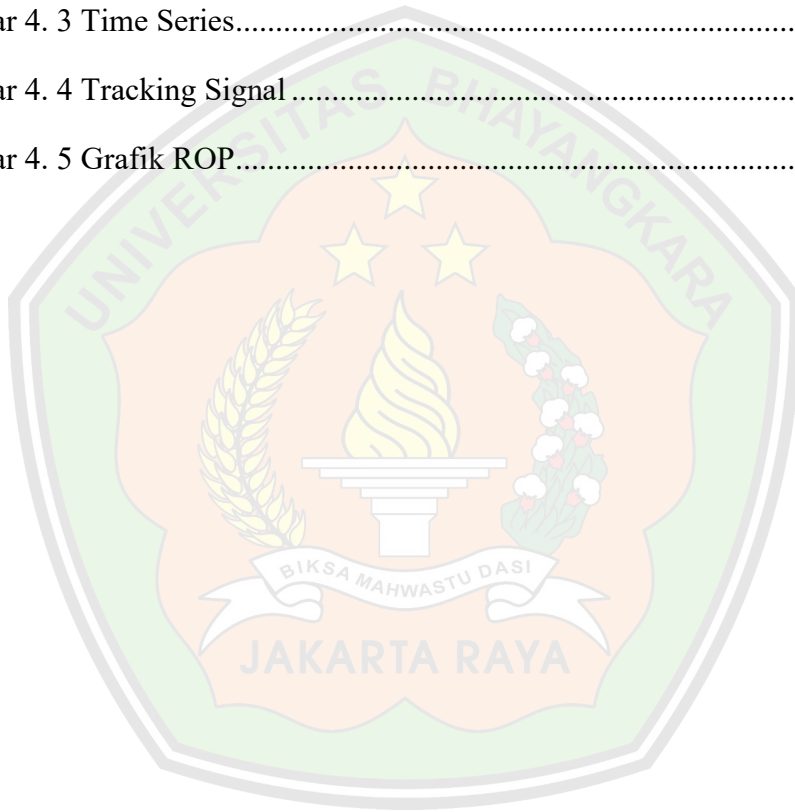 ar 4. 3 Time Series......................................................................
ar 4. 4 Tracking Signal...............................................................
ar 4. 5 Grafik ROP......................................................................
UNIVERSITAS BHAYANGKARA
BIKSA MAHWASTU DASI
JAKARTA RAYA